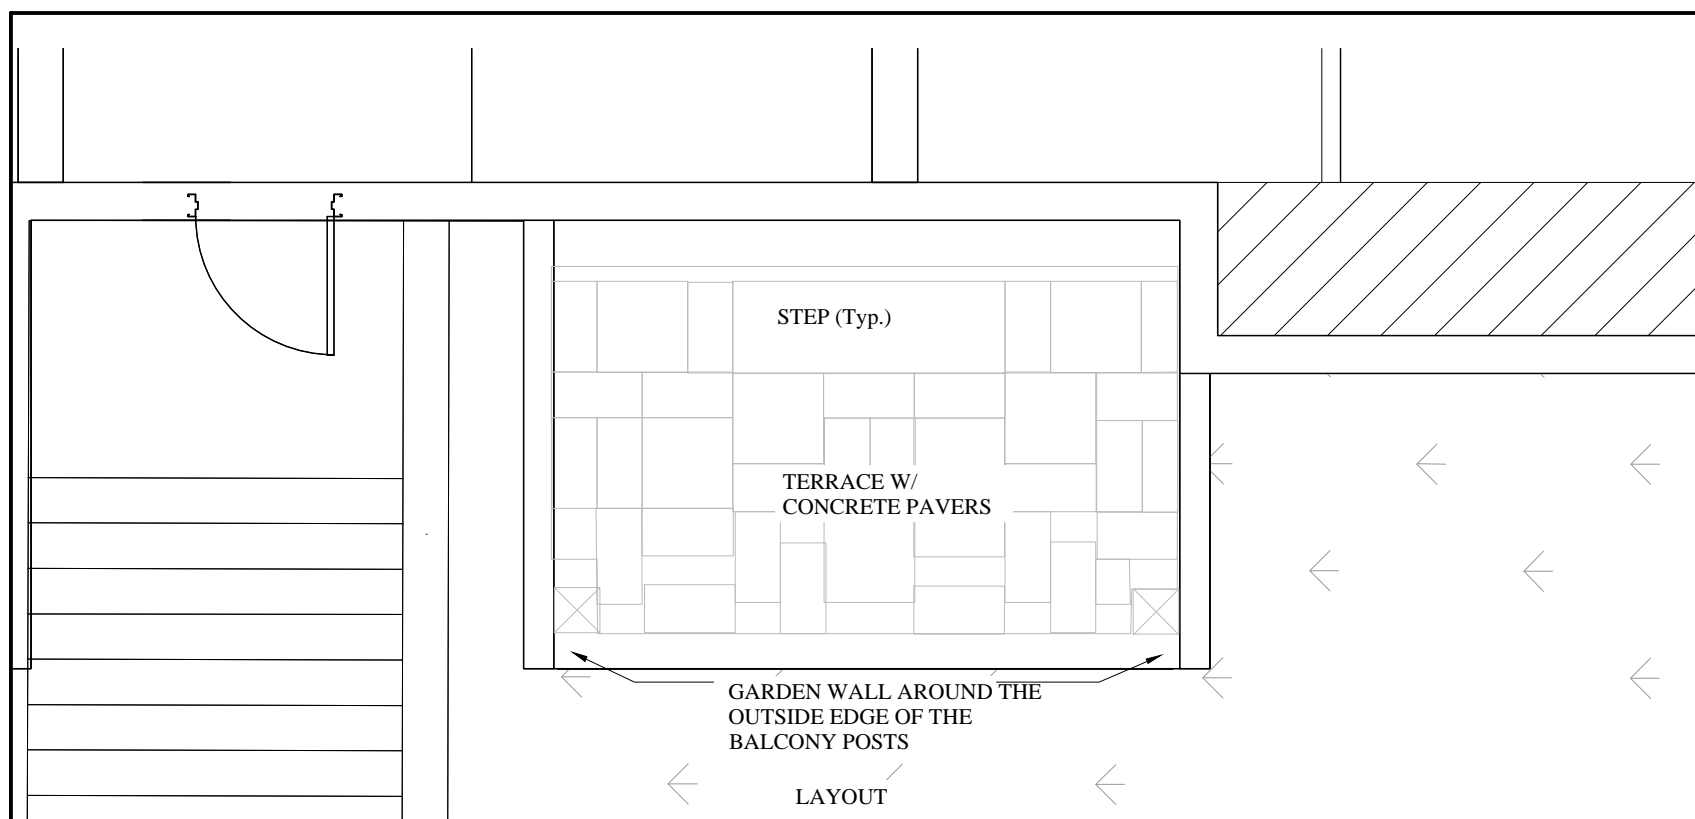 STEP (Typ.)
TERRACE W/
CONCRETE PAVERS
GARDEN WALL AROUND THE
OUTSIDE EDGE OF THE
BALCONY POSTS
LAYOUT